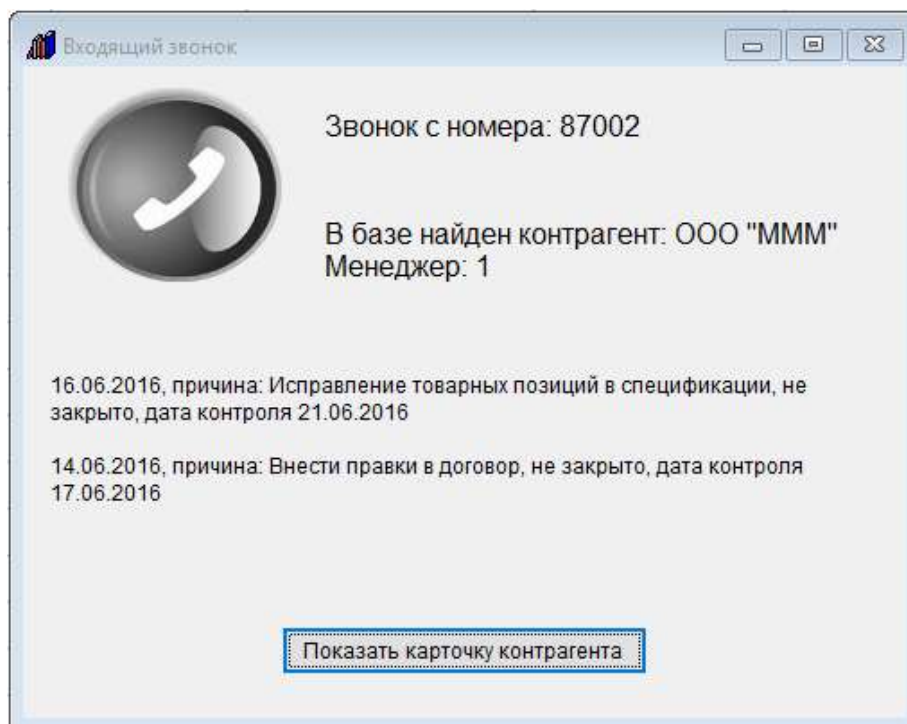 Входящий звонок
Звонок с номера: 87002
В базе найден контрагент: ООО "МММ"
Менеджер: 1
16.06.2016, причина: Исправление товарных позиций в спецификации, не
закрыто, дата контроля 21.06.2016
14.06.2016, причина: Внести правки в договор, не закрыто, дата контроля
17.06.2016
Показать карточку контрагента